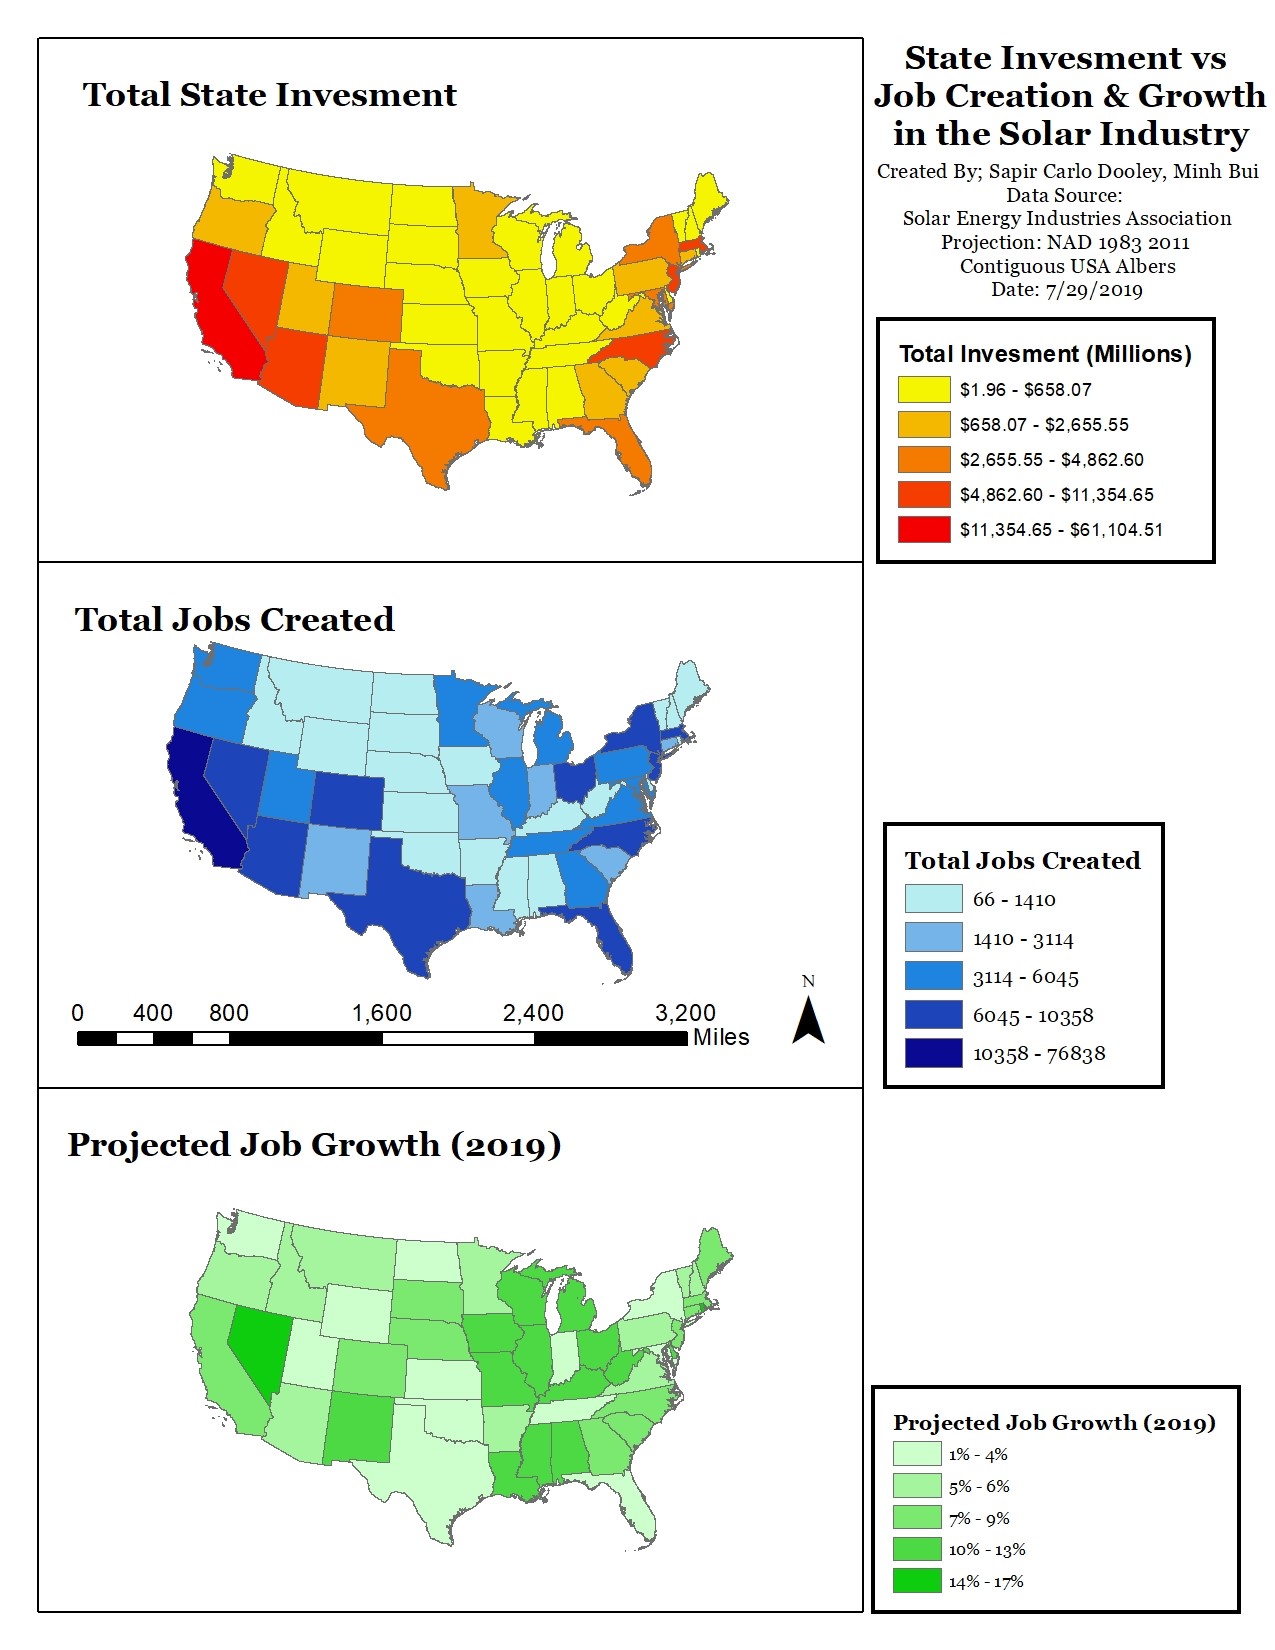 Total State Invesment
State Invesment vs
Job Creation & Growth
in the Solar Industry
Created By; Sapir Carlo Dooley, Minh Bui
Data Source:
Solar Energy Industries Association
Projection: NAD 1983 2011
Contiguous USA Albers
Date: 7/29/2019
Total Invesment (Millions)
$1.96 - $658.07
$658.07 - $2,655.55
$2,655.55 - $4,862.60
$4,862.60 - $11,354.65
$11,354.65 - $61,104.51
Total Jobs Created
N
0 400 800 1,600 2,400 3,200
Miles
Total Jobs Created
66 - 1410
1410 - 3114
3114 - 6045
6045 - 10358
10358 - 76838
Projected Job Growth (2019)
Projected Job Growth (2019)
1% - 4%
5% - 6%
7% - 9%
10% - 13%
14% - 17%